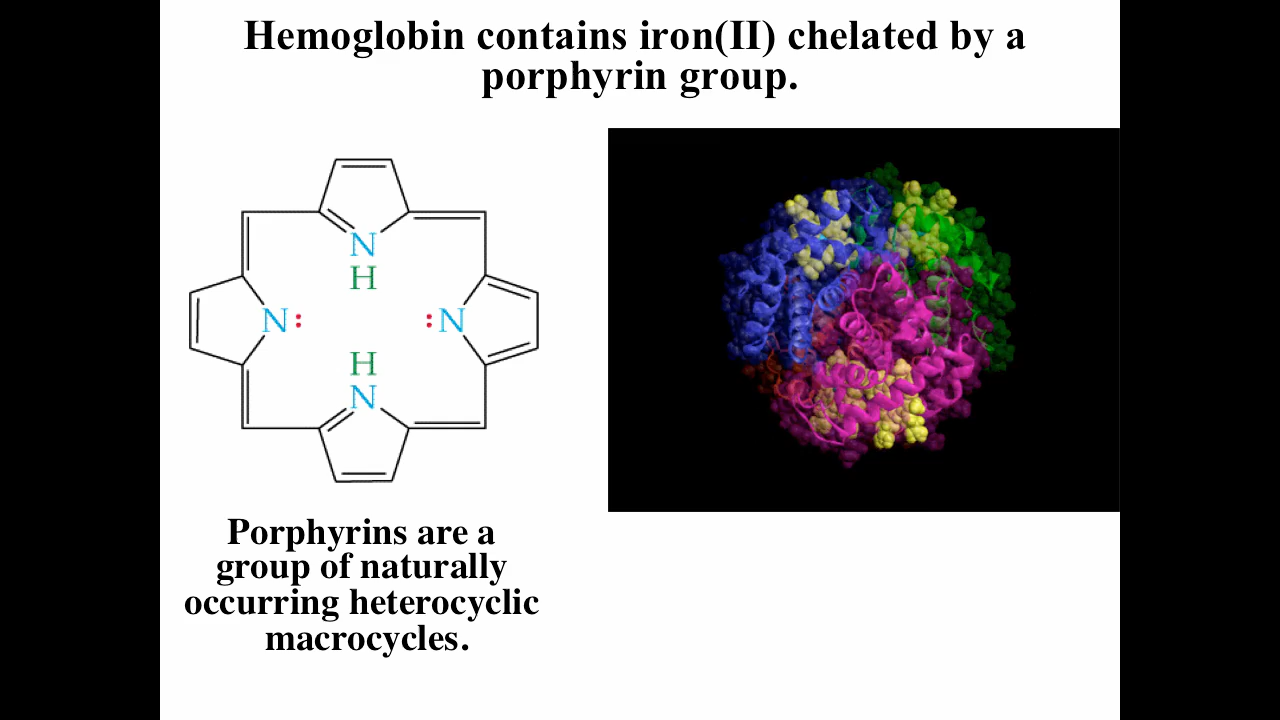 Hemoglobin contains iron(II) chelated by a
porphyrin group.
N
H
N:
:N
H
N
Porphyrins are a
group of naturally
occurring heterocyclic
macrocycles.